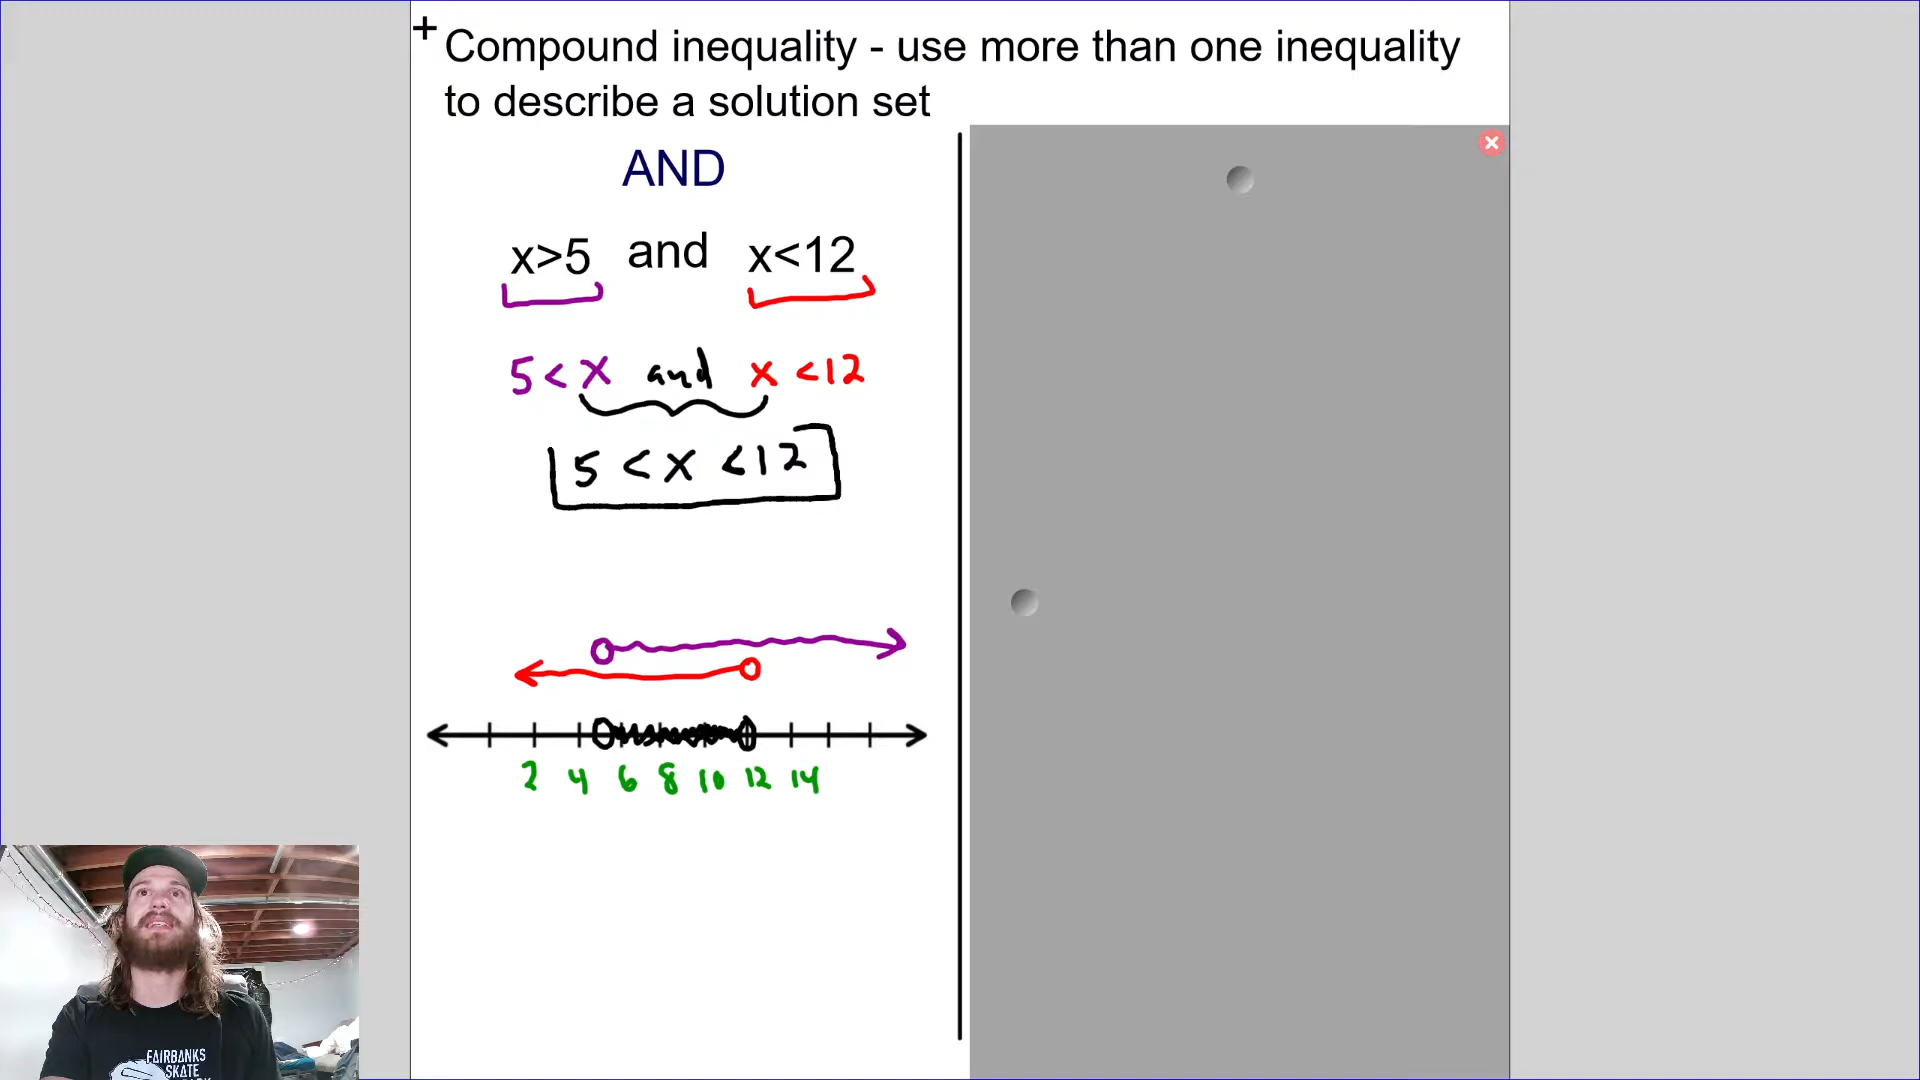 + Compound inequality - use more than one inequality
to describe a solution set
AND
x>5 and x<12
5 < x and x < 12
5 < x < 12
2 4 6 8 10 12 14
FAIRBANKS
SKATE